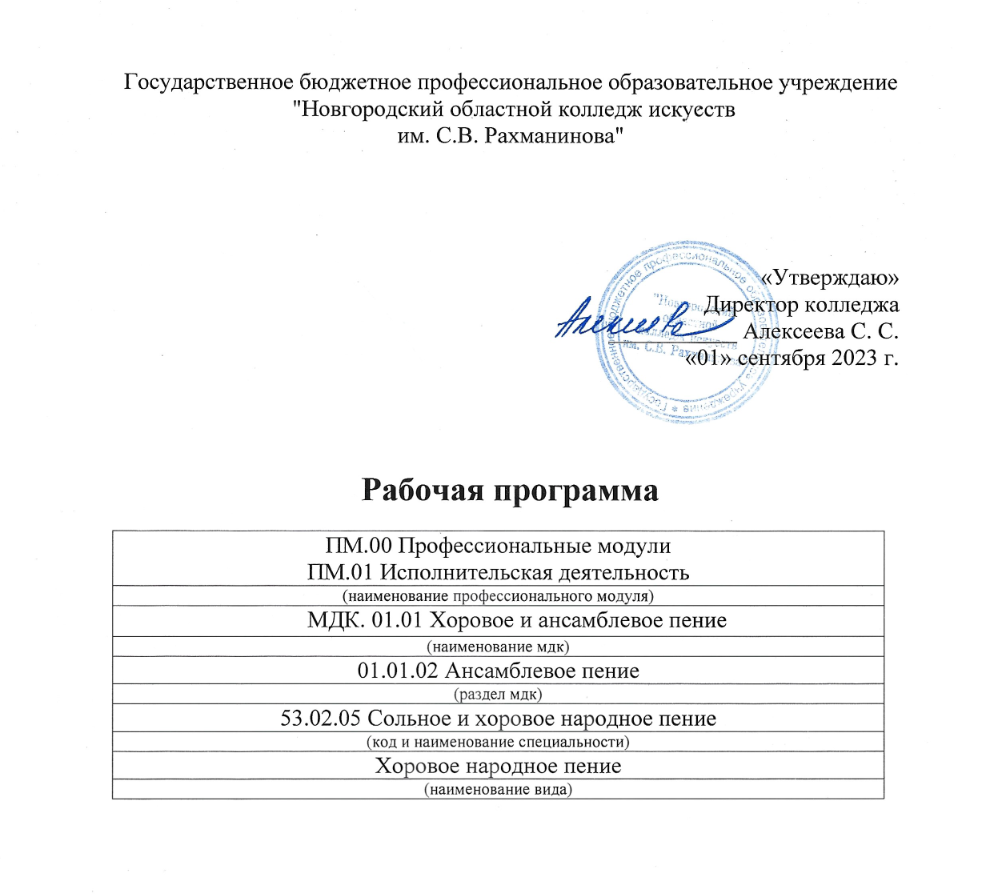 Государственное бюджетное профессиональное образовательное учреждение
"Новгородский областной колледж искуеств
им. С.В. Рахманинова"
«Утверждаю»
Директор колледжа
Алексеева С. С.
«01» сентября 2023 г.
Рабочая программа
ПМ.00 Профессиональные модули
ПМ.01 Исполнительская деятельность
(наименование профессионального модуля)
МДК. 01.01 Хоровое и ансамблевое пение
(наименование мдк)
01.01.02 Ансамблевое пение
(раздел мдк)
53.02.05 Сольное и хоровое народное пение
(код и наименование специальности)
Хоровое народное пение
(наименование вида)